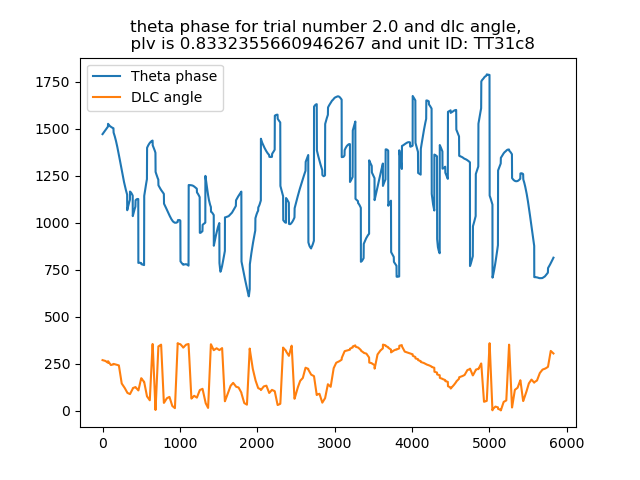 theta phase for trial number 2.0 and dlc angle,
plv is 0.8332355660946267 and unit ID: TT31c8
Theta phase
DLC angle
1750
1500
1250
1000
750
500
250
0
0 1000 2000 3000 4000 5000 6000